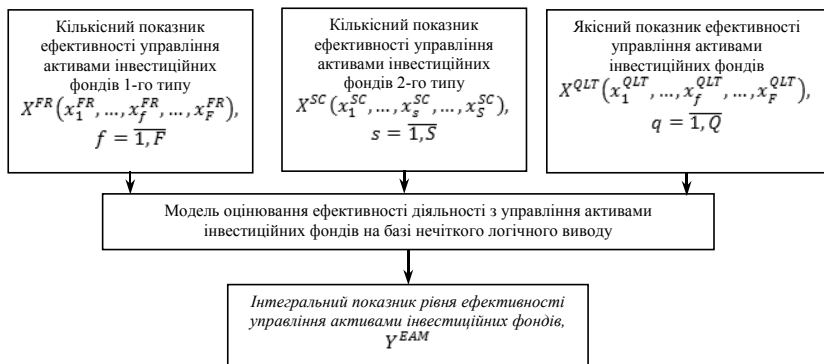 Кількісний показник
ефективності управління
активами інвестиційних
фондів 1-го типу
X^{FR}(x_1^{FR}, ..., x_f^{FR}, ..., x_F^{FR}),
f = \overline{1, F}
Кількісний показник
ефективності управління
активами інвестиційних
фондів 2-го типу
X^{SC}(x_1^{SC}, ..., x_s^{SC}, ..., x_S^{SC}),
s = \overline{1, S}
Якісний показник ефективності
управління активами
інвестиційних фондів
X^{QLT}(x_1^{QLT}, ..., x_f^{QLT}, ..., x_F^{QLT}),
q = \overline{1, Q}
Модель оцінювання ефективності діяльності з управління активами
інвестиційних фондів на базі нечіткого логічного виводу
Інтегральний показник рівня ефективності
управління активами інвестиційних фондів,
Y^{EAM}